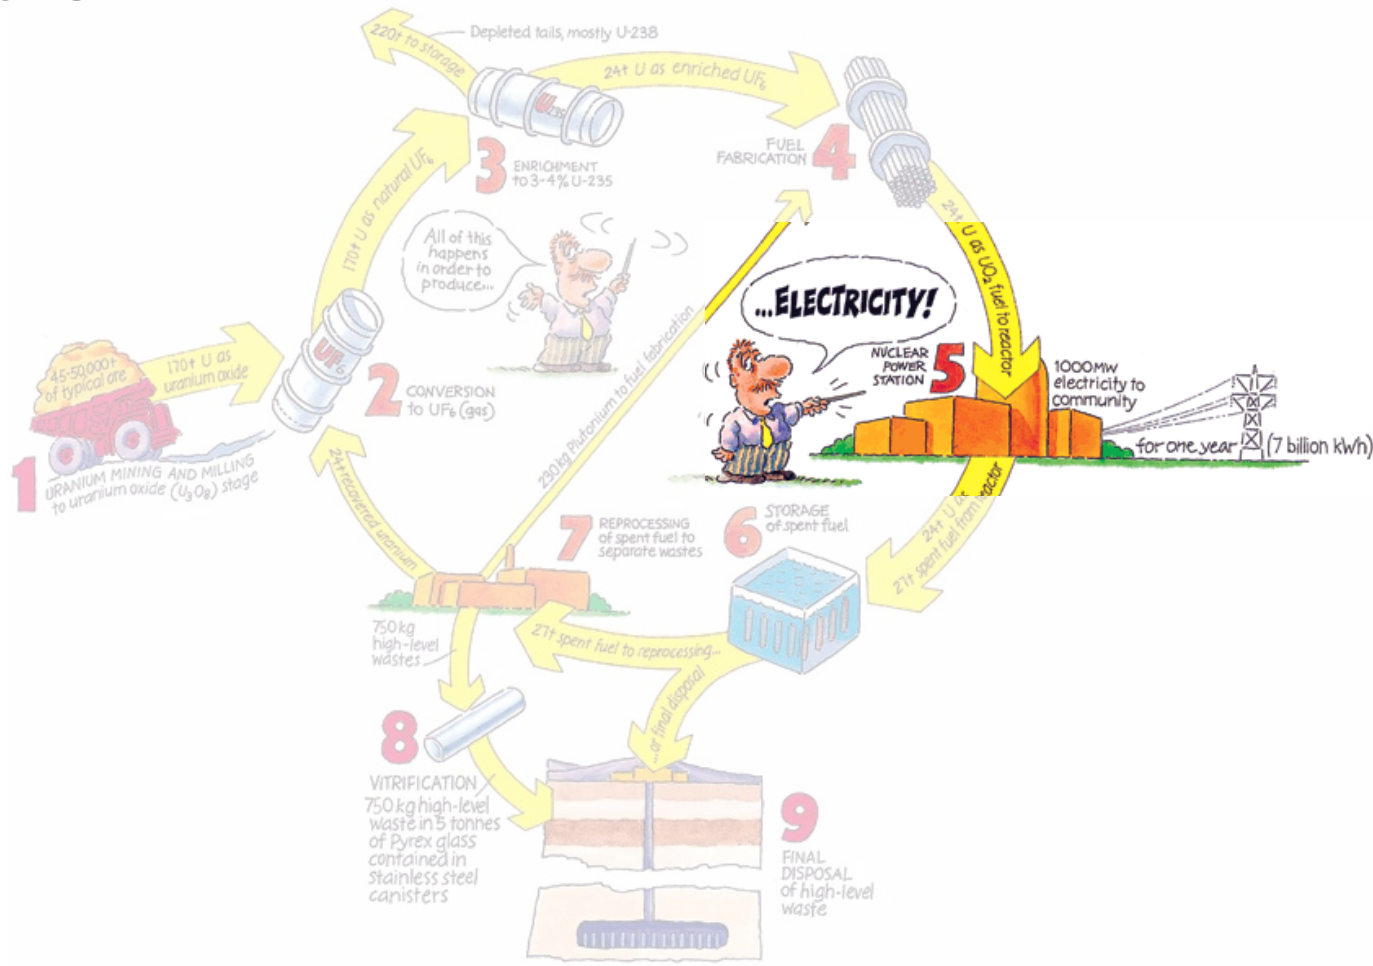 220t to storage
Depleted tails, mostly U-238
24t U as enriched UF₆
U235
3
ENRICHMENT
to 3-4% U-235
FUEL
FABRICATION
4
170t U as natural UF₆
All of this
happens
in order to
produce...
24t U as UO₂ fuel to reactor
...ELECTRICITY!
NUCLEAR
POWER
STATION
5
1000MW
electricity to
community
for one year
(7 billion kWh)
45-50,000t
of typical ore
170t U as
uranium oxide
UF₆
2
CONVERSION
to UF₆ (gas)
230kg Plutonium to fuel fabrication
1
URANIUM MINING AND MILLING
to uranium oxide (U₃O₈) stage
24t recovered uranium
7
REPROCESSING
of spent fuel to
separate wastes
6
STORAGE
of spent fuel
24t U as
27t spent fuel from reactor
750kg
high-level
wastes
27t spent fuel to reprocessing...
...or final disposal
8
VITRIFICATION
750kg high-level
waste in 5 tonnes
of Pyrex glass
contained in
stainless steel
canisters
9
FINAL
DISPOSAL
of high-level
waste